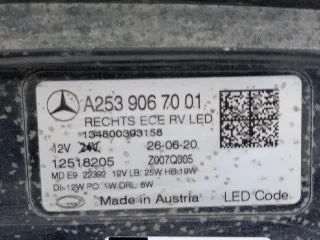 A253 906 70 01
RECHTS ECE RV LED
134800393158
12V 24V 26-06-20
12518205 Z007Q005
MD E9 22392 12V LB: 25W HB:19W
DI-12W PO 1W DRL: 6W
Made in Austria LED Code